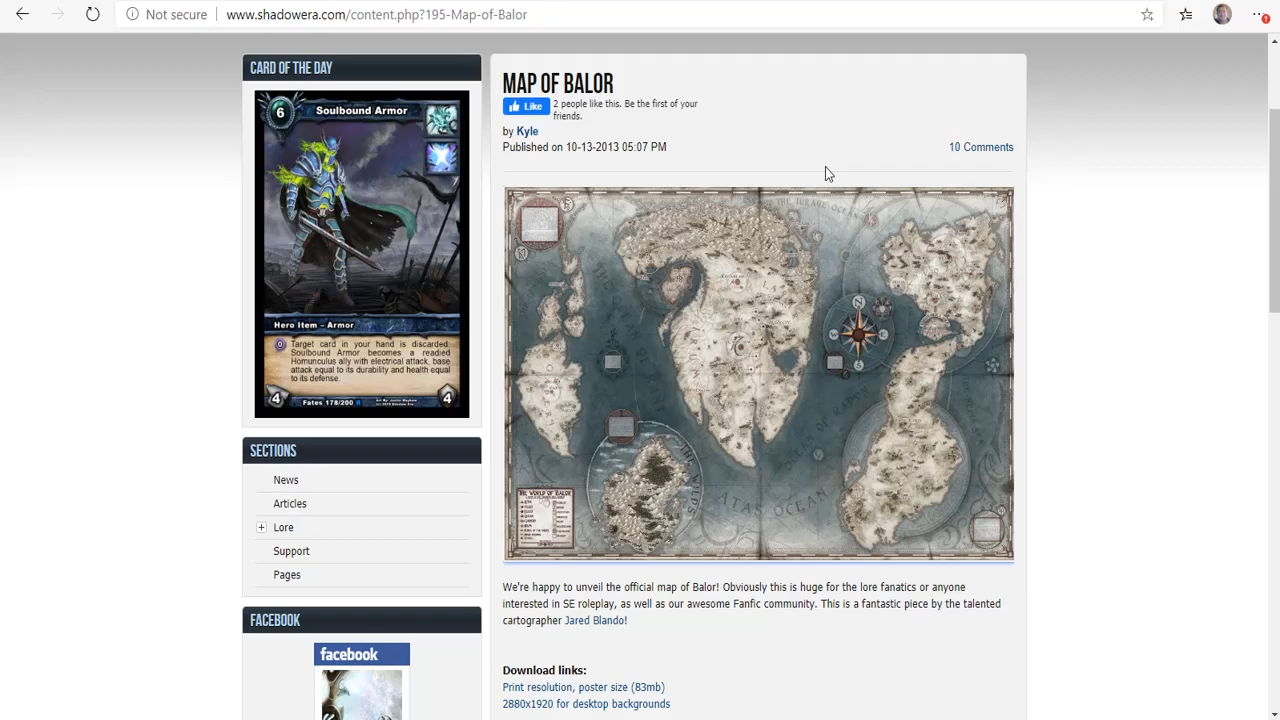 Not secure
www.shadowera.com/content.php?195-Map-of-Balor
CARD OF THE DAY
6
Soulbound Armor
Hero Item - Armor
0
Target card in your hand is discarded.
Soulbound Armor becomes a readied
Homunculus ally with electrical attack, base
attack equal to its durability and health equal
to its defense.
4
Fates 178/200
4
SECTIONS
News
Articles
Lore
Support
Pages
FACEBOOK
facebook
MAP OF BALOR
Like
2 people like this. Be the first of your
friends.
by Kyle
Published on 10-13-2013 05:07 PM
10 Comments
N
W
E
S
THE WILDS
ATAS OCEAN
THE WORLD OF BALOR
We're happy to unveil the official map of Balor! Obviously this is huge for the lore fanatics or anyone
interested in SE roleplay, as well as our awesome Fanfic community. This is a fantastic piece by the talented
cartographer Jared Blando!
Download links:
Print resolution, poster size (83mb)
2880x1920 for desktop backgrounds